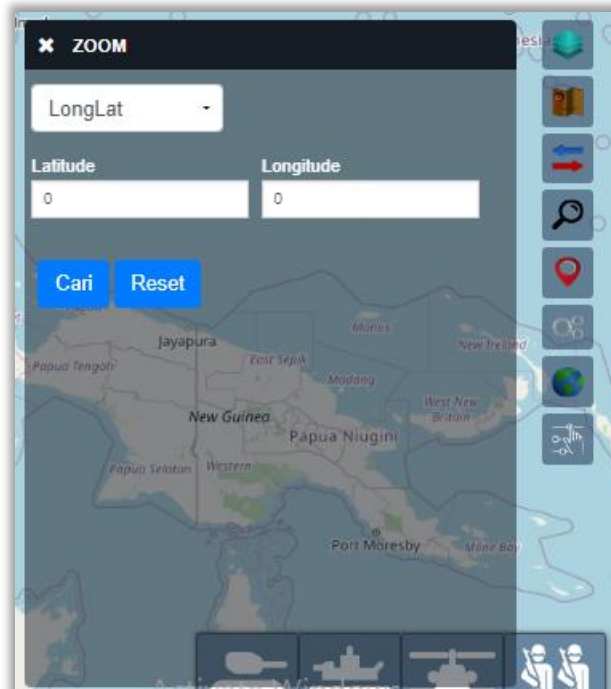 ZOOM
LongLat
Latitude Longitude
0 0
Cari Reset
Manus
Jayapura
New Ireland
Papua Tengah
East Sepik
Madang
West New
Britain
New Guinea
Papua Niugini
Papua Selatan Western
Port Moresby
Milne Bay